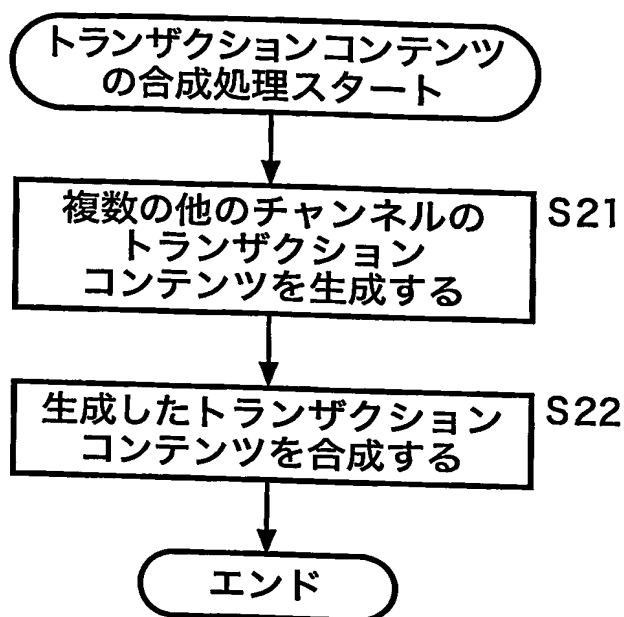 トランザクションコンテンツ
の合成処理スタート
複数の他のチャンネルの
トランザクション
コンテンツを生成する
S21
生成したトランザクション
コンテンツを合成する
S22
エンド